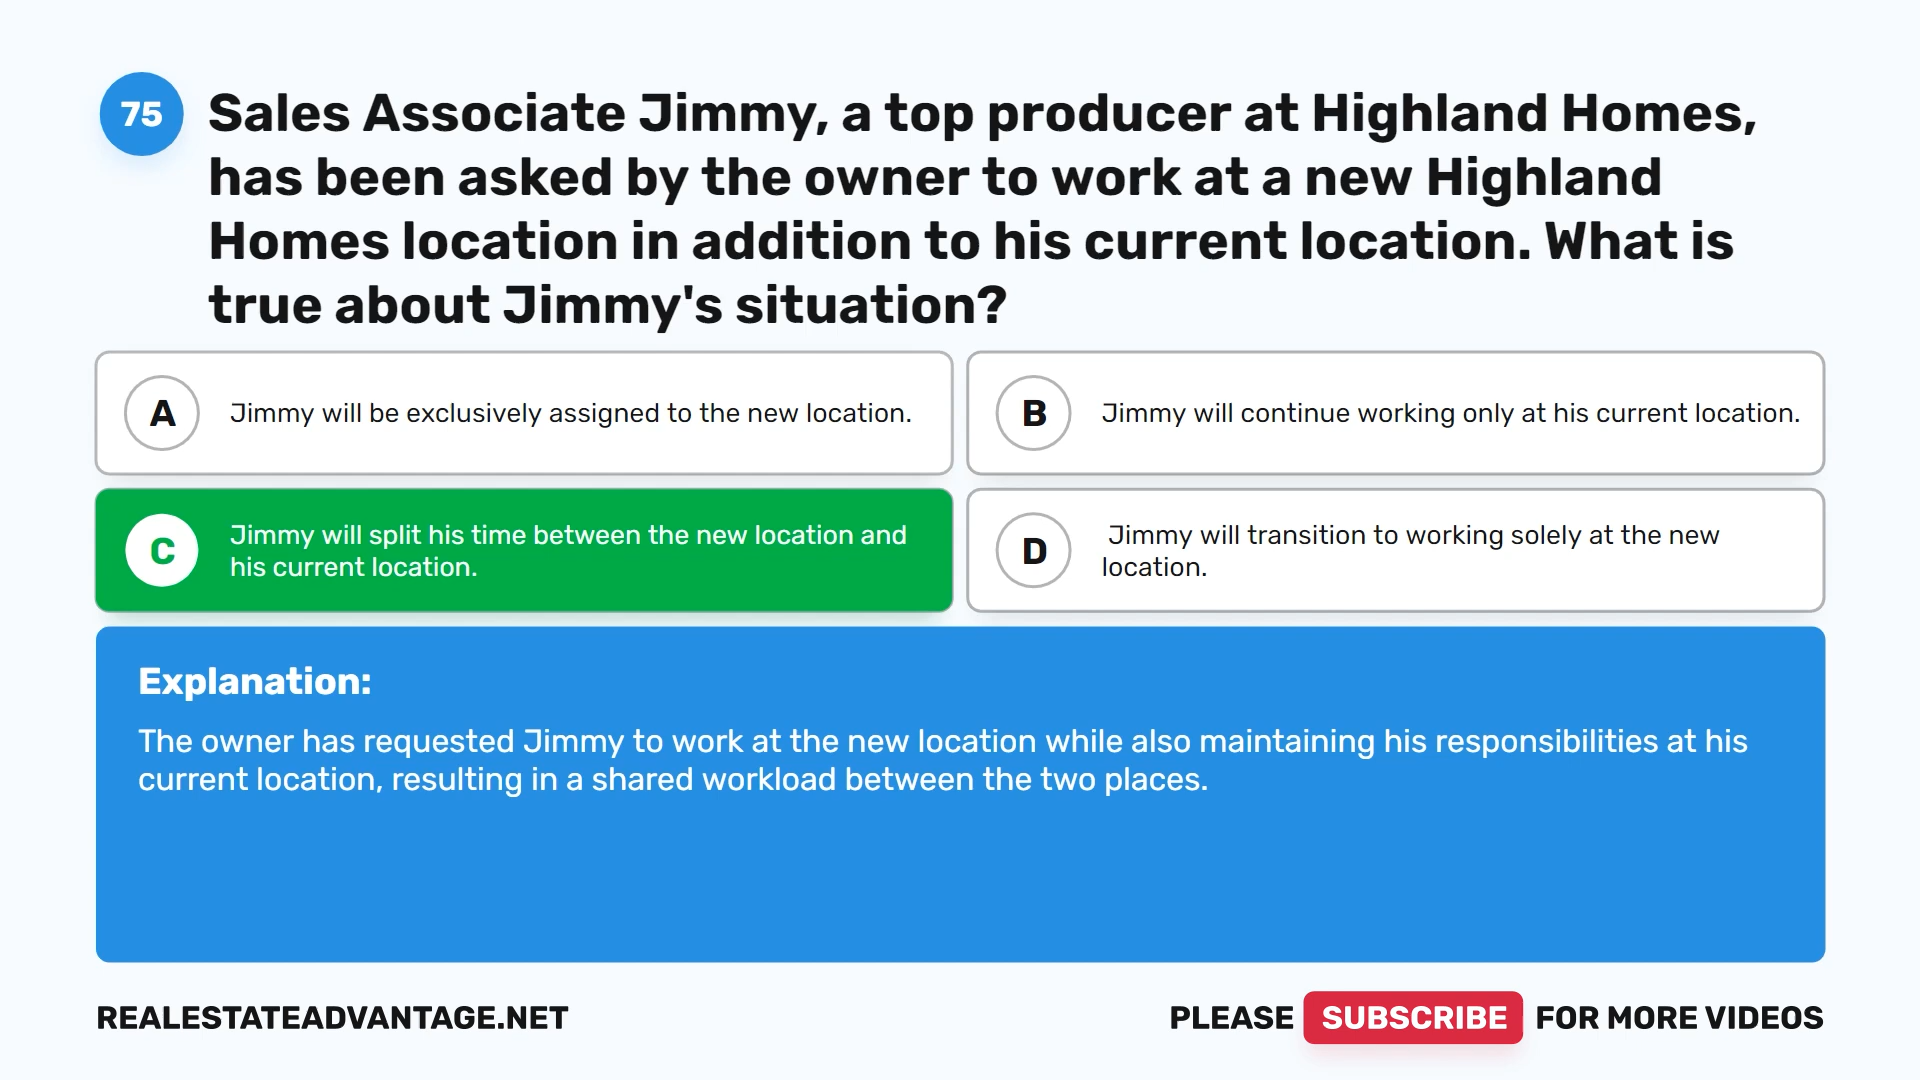 75
Sales Associate Jimmy, a top producer at Highland Homes,
has been asked by the owner to work at a new Highland
Homes location in addition to his current location. What is
true about Jimmy's situation?
A Jimmy will be exclusively assigned to the new location.
B Jimmy will continue working only at his current location.
C Jimmy will split his time between the new location and
his current location.
D Jimmy will transition to working solely at the new
location.
Explanation:
The owner has requested Jimmy to work at the new location while also maintaining his responsibilities at his
current location, resulting in a shared workload between the two places.
REALESTATEADVANTAGE.NET
PLEASE SUBSCRIBE FOR MORE VIDEOS